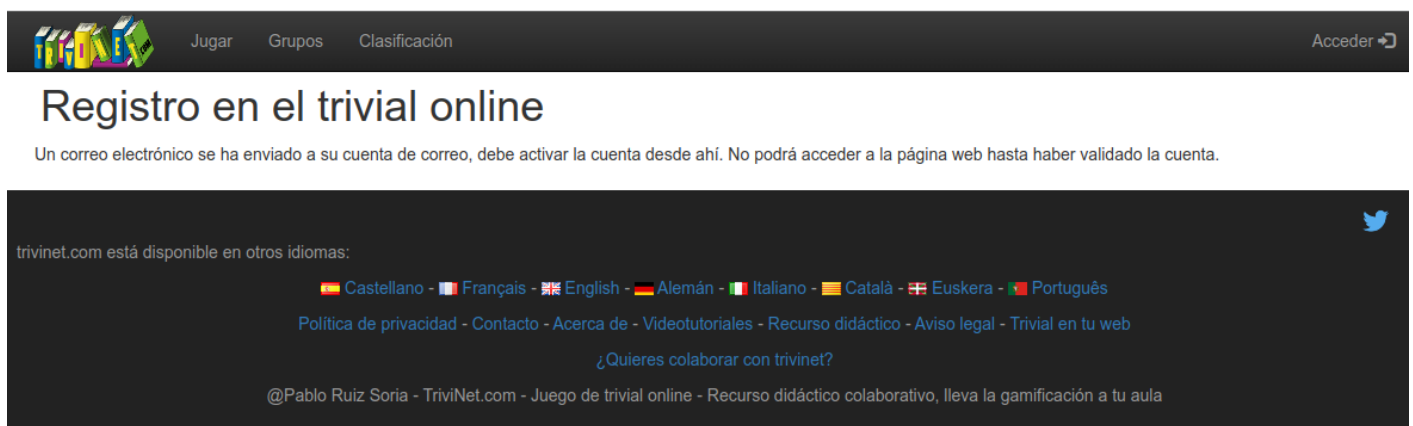 TRIVINET.COM Jugar Grupos Clasificación Acceder
Registro en el trivial online
Un correo electrónico se ha enviado a su cuenta de correo, debe activar la cuenta desde ahí. No podrá acceder a la página web hasta haber validado la cuenta.
trivinet.com está disponible en otros idiomas:
Castellano - Français - English - Alemán - Italiano - Català - Euskera - Português
Política de privacidad - Contacto - Acerca de - Videotutoriales - Recurso didáctico - Aviso legal - Trivial en tu web
¿Quieres colaborar con trivinet?
@Pablo Ruiz Soria - TriviNet.com - Juego de trivial online - Recurso didáctico colaborativo, lleva la gamificación a tu aula